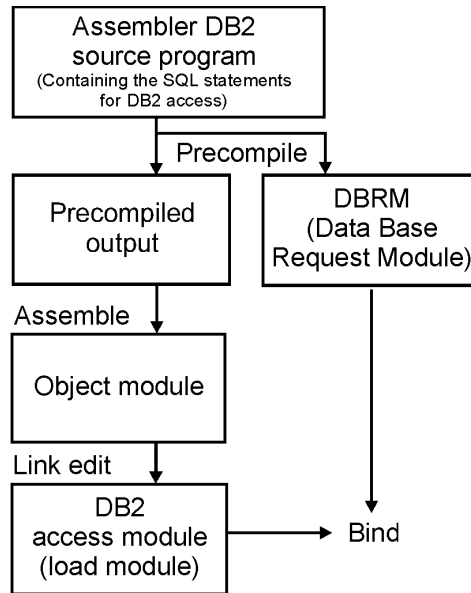 Assembler DB2
source program
(Containing the SQL statements
for DB2 access)
Precompile
Precompiled
output
DBRM
(Data Base
Request Module)
Assemble
Object module
Link edit
DB2
access module
(load module)
Bind